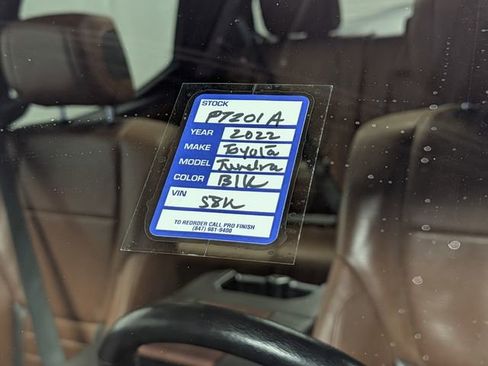 STOCK
P7201A
YEAR 2022
MAKE Toyota
MODEL Tundra
COLOR Blk
VIN
58K
TO REORDER CALL PRO FINISH
(847) 981-9400